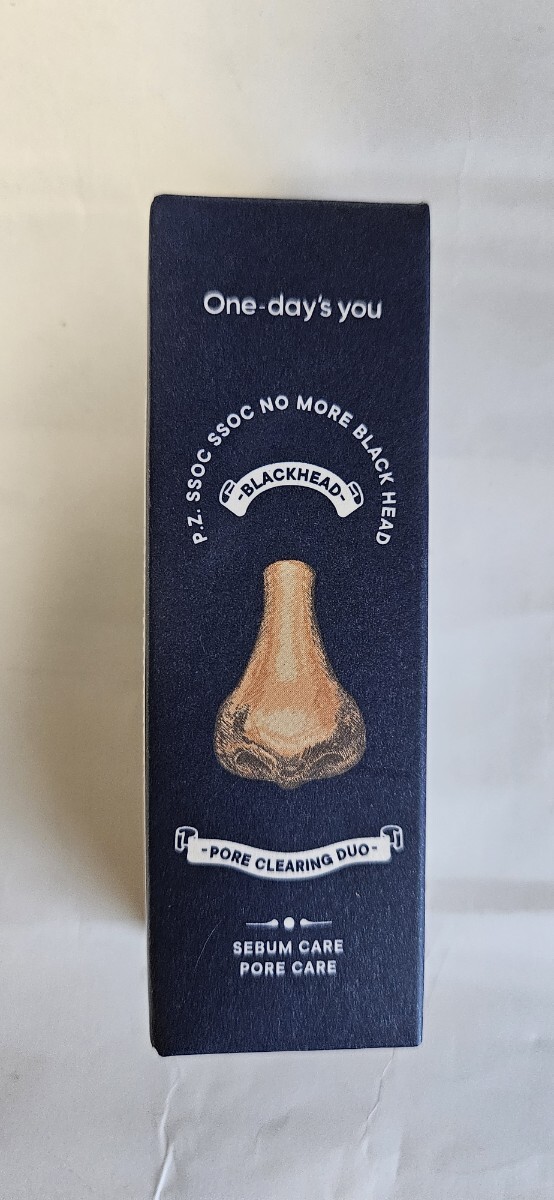 One-day's you
P.Z. SSOC SSOC NO MORE BLACK HEAD
-BLACKHEAD-
-PORE CLEARING DUO-
SEBUM CARE
PORE CARE